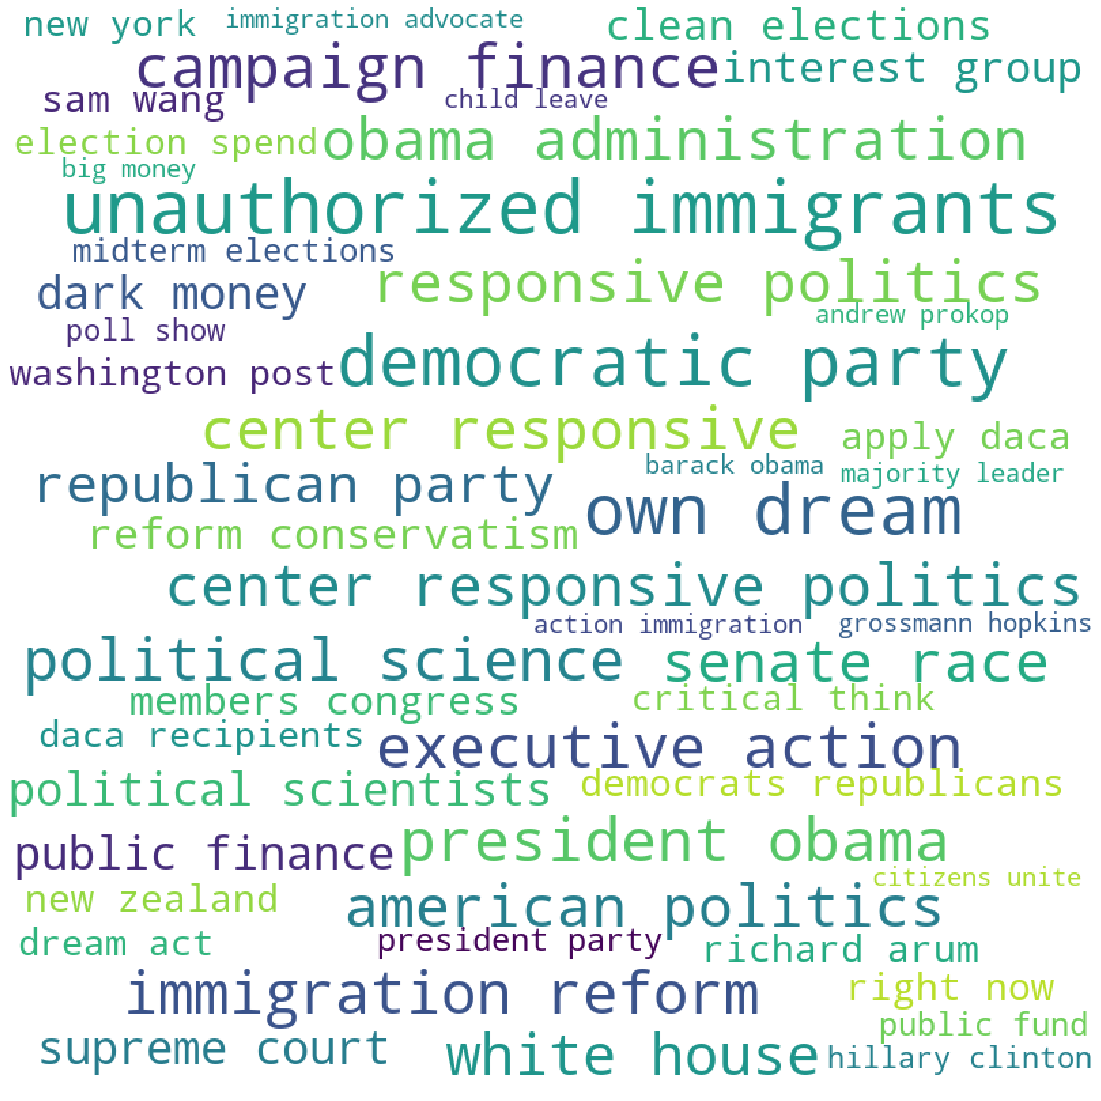 new york immigration advocate clean elections
campaign finance interest group
sam wang child leave
election spend obama administration
big money
unauthorized immigrants
midterm elections
dark money responsive politics
andrew prokop
poll show
washington post democratic party
center responsive apply daca
barack obama majority leader
republican party own dream
reform conservatism
center responsive politics
action immigration grossmann hopkins
political science senate race
members congress critical think
daca recipients executive action
political scientists democrats republicans
public finance president obama
citizens unite
new zealand american politics
dream act president party richard arum
immigration reform right now
public fund
supreme court white house hillary clinton